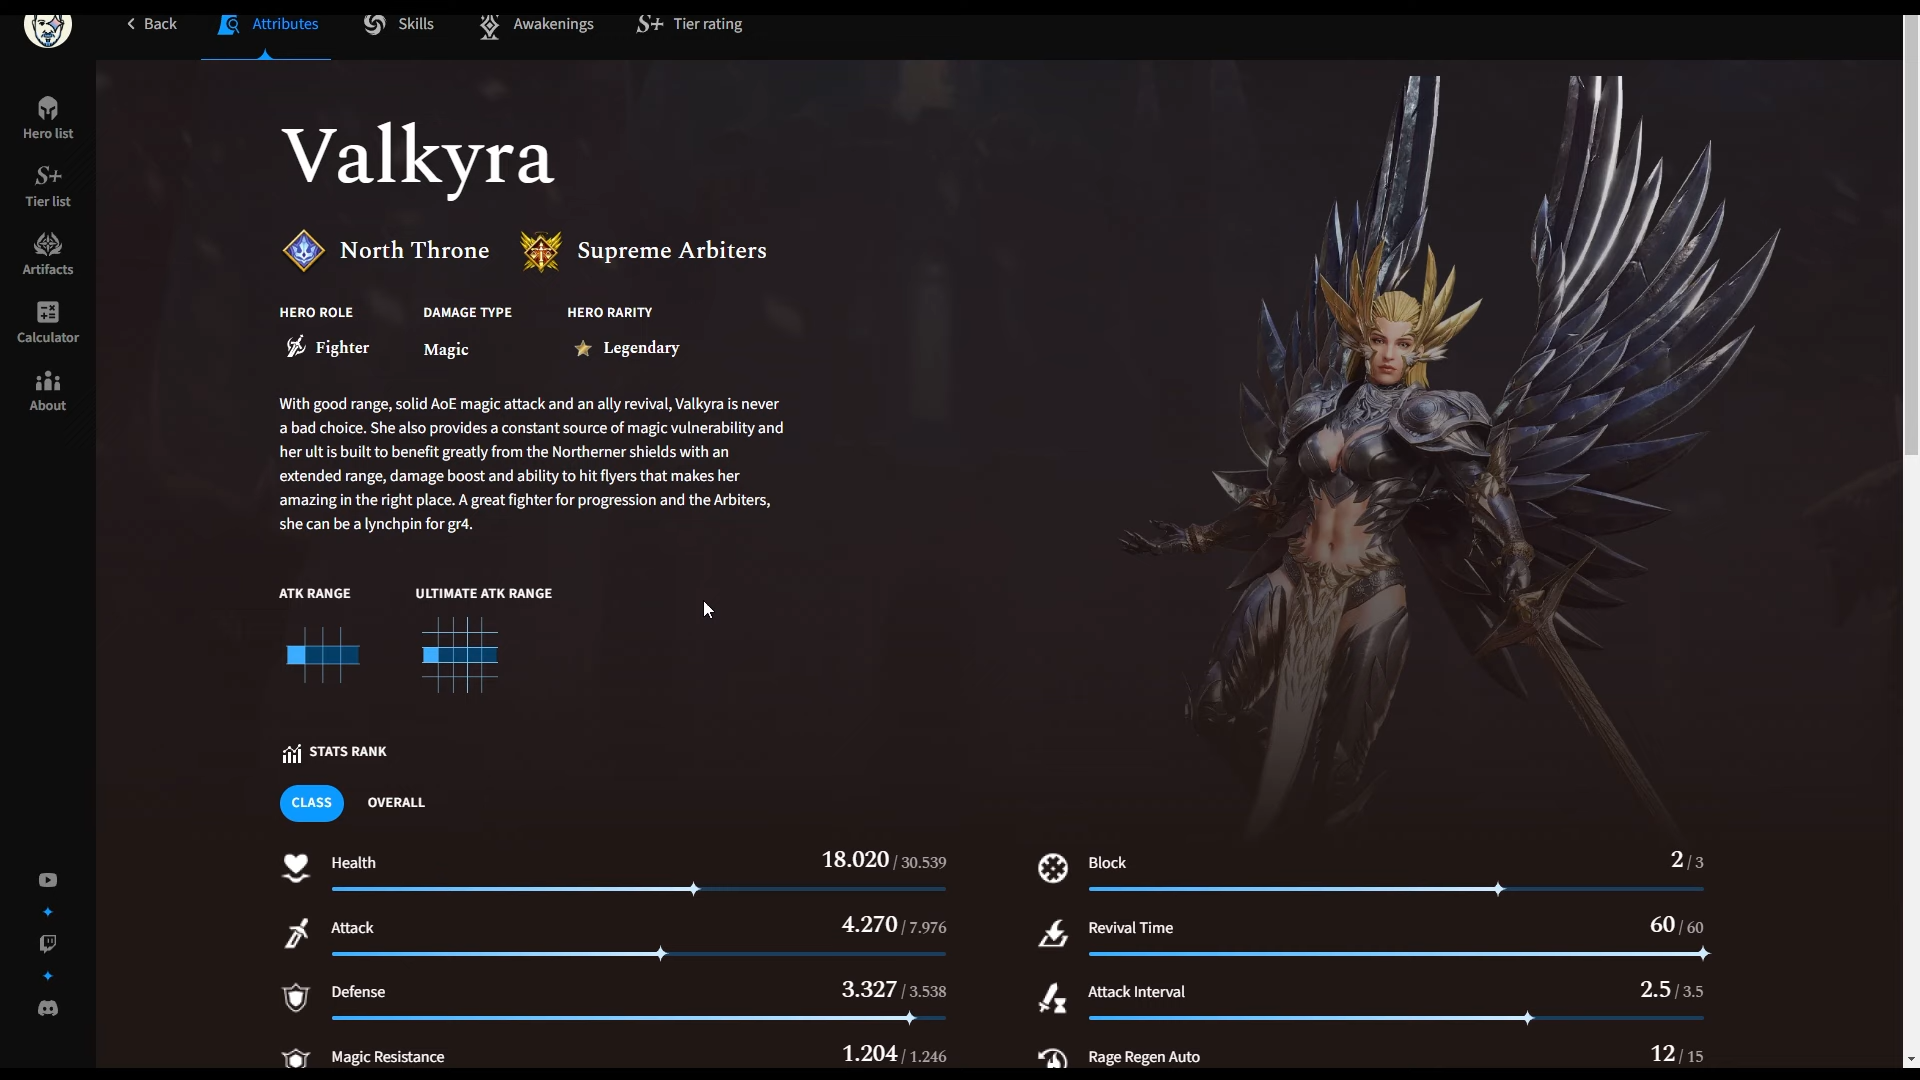 Back
Attributes
Skills
S+ Tier rating
Awakenings
Hero list
S+
Tier list
Artifacts
Calculator
About
Valkyra
North Throne
Supreme Arbiters
HERO ROLE
DAMAGE TYPE
HERO RARITY
Fighter
Magic
Legendary
With good range, solid AoE magic attack and an ally revival, Valkyra is never
a bad choice. She also provides a constant source of magic vulnerability and
her ult is built to benefit greatly from the Northerner shields with an
extended range, damage boost and ability to hit flyers that makes her
amazing in the right place. A great fighter for progression and the Arbiters,
she can be a lynchpin for gr4.
ATK RANGE
ULTIMATE ATK RANGE
STATS RANK
CLASS
OVERALL
Health
18.020 / 30.539
Attack
4.270 / 7.976
Defense
3.327 / 3.538
Magic Resistance
1.204 / 1.246
Block
2 / 3
Revival Time
60 / 60
Attack Interval
2.5 / 3.5
Rage Regen Auto
12 / 15